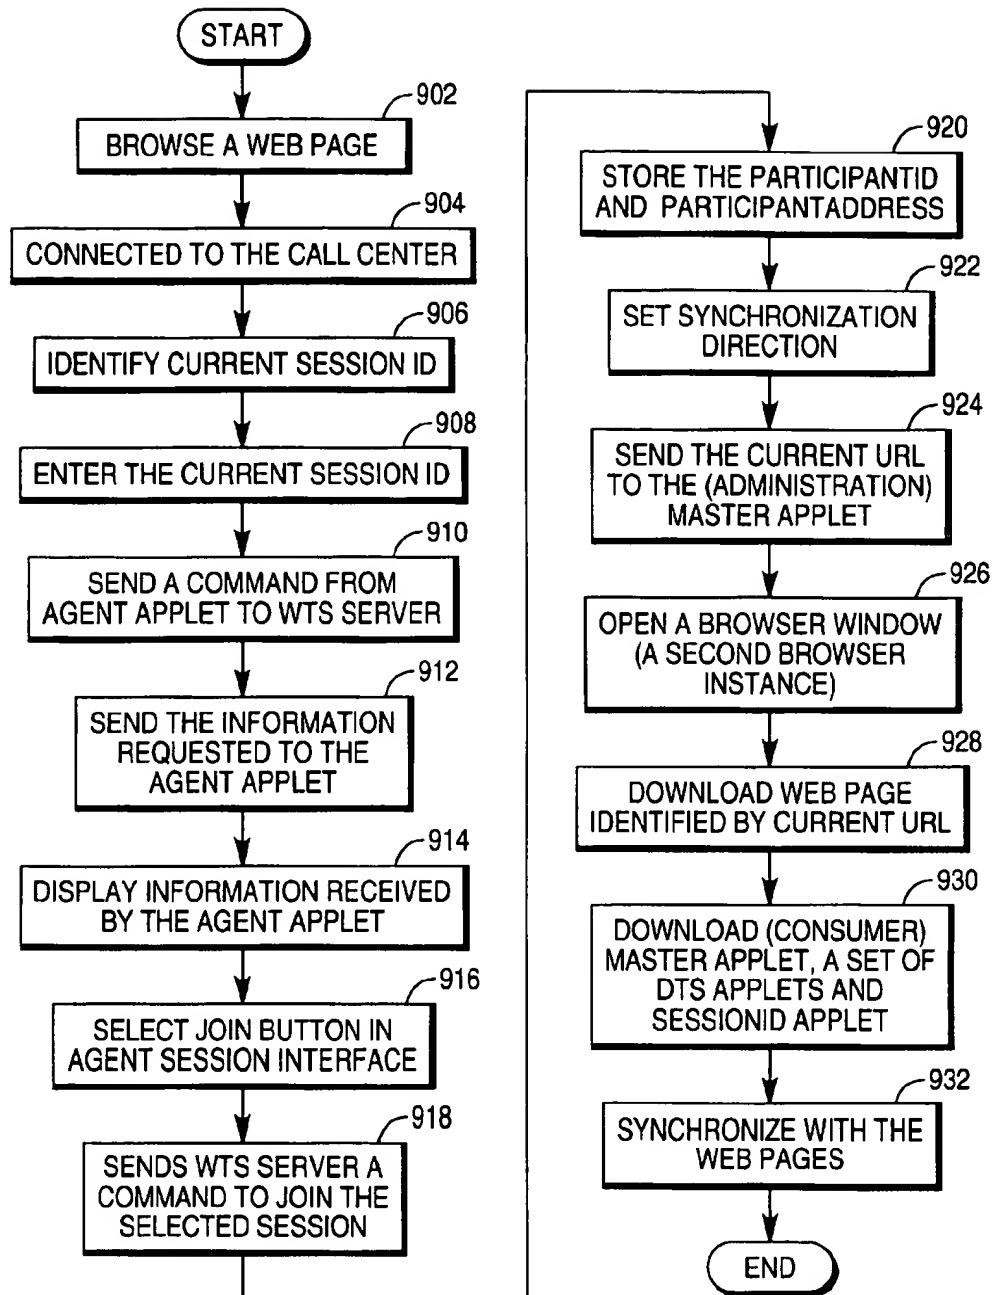 START
902
BROWSE A WEB PAGE
904
CONNECTED TO THE CALL CENTER
906
IDENTIFY CURRENT SESSION ID
908
ENTER THE CURRENT SESSION ID
910
SEND A COMMAND FROM
AGENT APPLET TO WTS SERVER
912
SEND THE INFORMATION
REQUESTED TO THE
AGENT APPLET
914
DISPLAY INFORMATION RECEIVED
BY THE AGENT APPLET
916
SELECT JOIN BUTTON IN
AGENT SESSION INTERFACE
918
SENDS WTS SERVER A
COMMAND TO JOIN THE
SELECTED SESSION
920
STORE THE PARTICIPANTID
AND PARTICIPANTADDRESS
922
SET SYNCHRONIZATION
DIRECTION
924
SEND THE CURRENT URL
TO THE (ADMINISTRATION)
MASTER APPLET
926
OPEN A BROWSER WINDOW
(A SECOND BROWSER
INSTANCE)
928
DOWNLOAD WEB PAGE
IDENTIFIED BY CURRENT URL
930
DOWNLOAD (CONSUMER)
MASTER APPLET, A SET OF
DTS APPLETS AND
SESSIONID APPLET
932
SYNCHRONIZE WITH THE
WEB PAGES
END